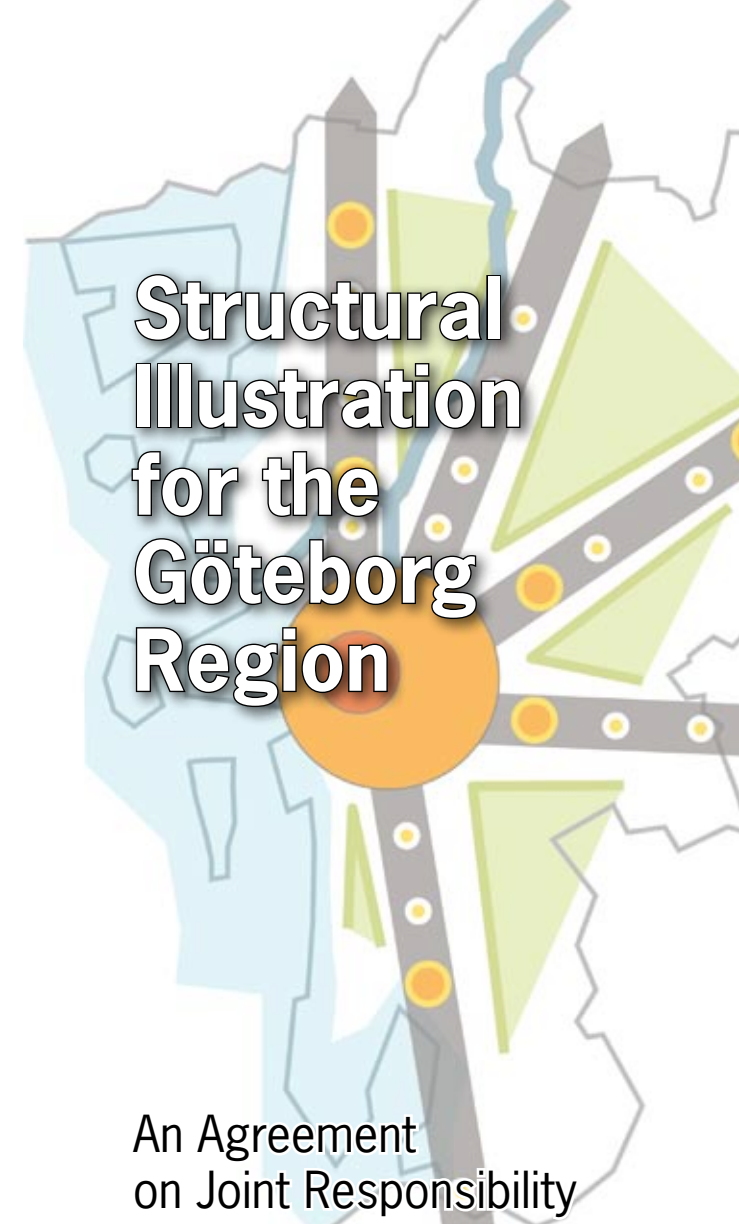 Structural
Illustration
for the
Göteborg
Region
An Agreement
on Joint Responsibility